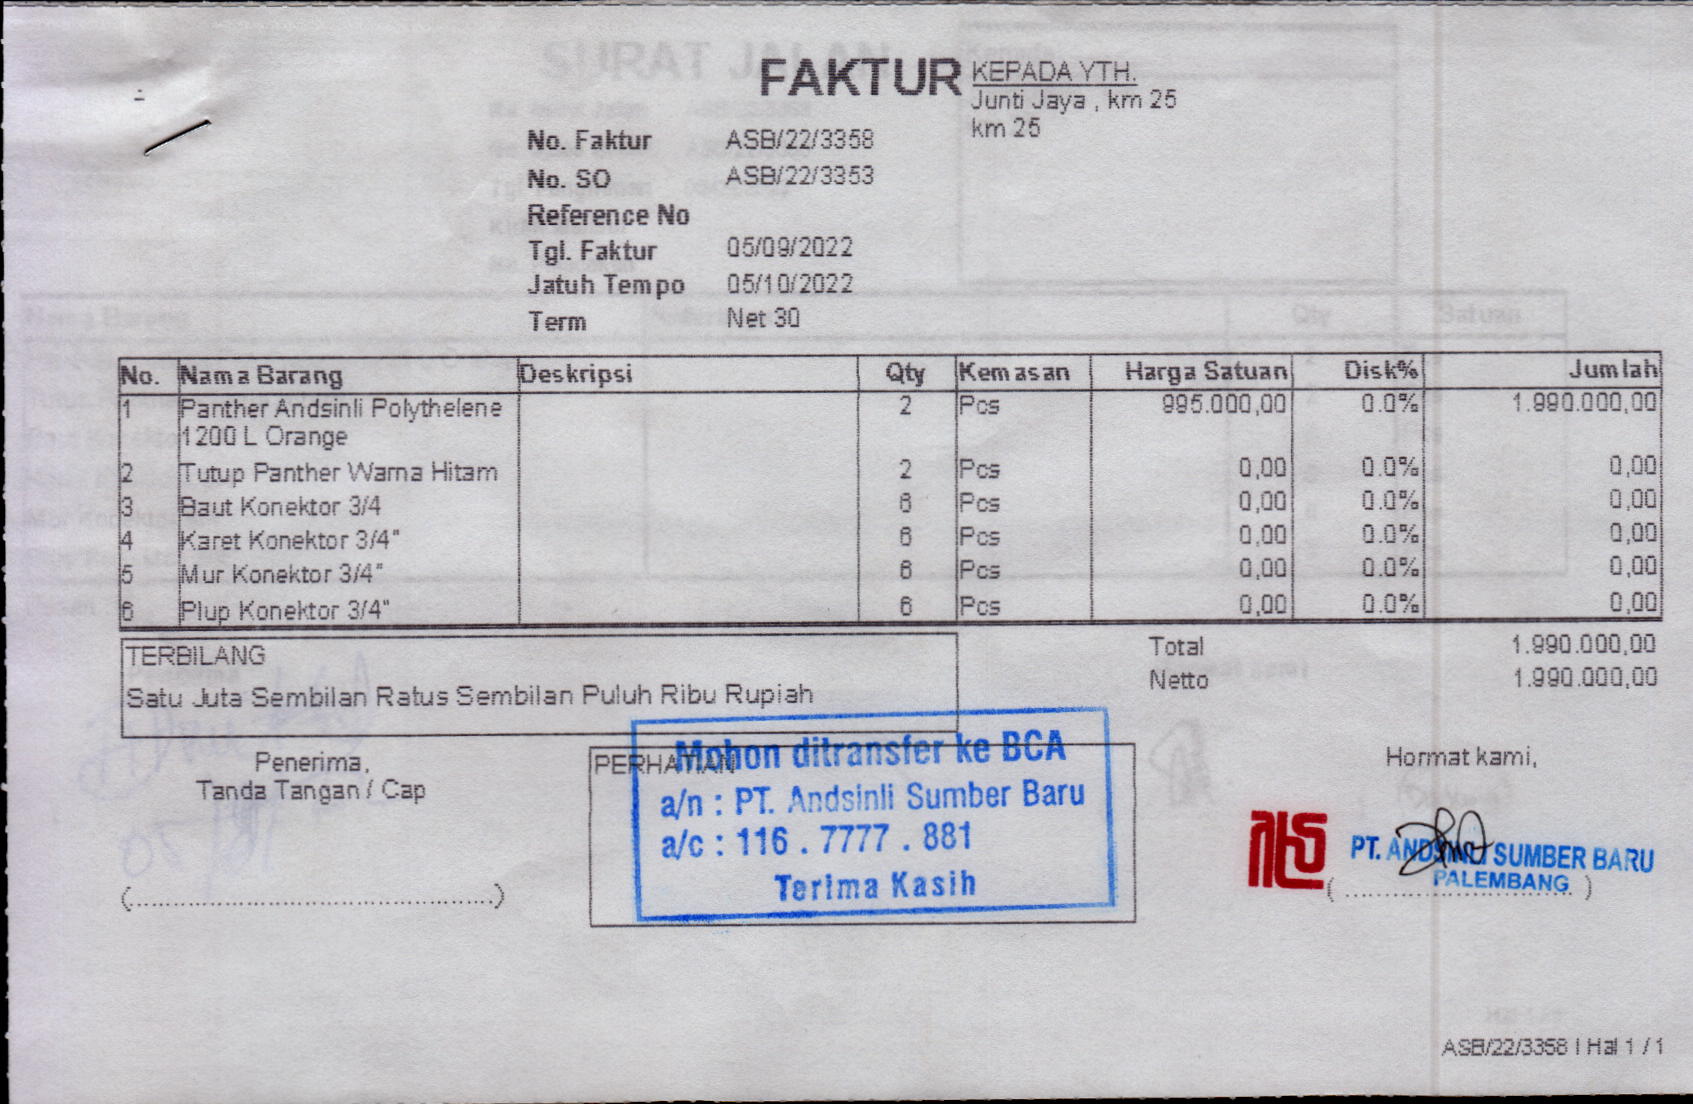 FAKTUR
KEPADA YTH.
Junti Jaya , km 25
km 25
No. Faktur ASB/22/3358
No. SO ASB/22/3353
Reference No
Tgl. Faktur 05/09/2022
Jatuh Tempo 05/10/2022
Term Net 30
No. Nama Barang Deskripsi Qty Kemasan Harga Satuan Disk% Jumlah
1 Panther Andsinli Polythelene 2 Pcs 995.000,00 0.0% 1.990.000,00
1200 L Orange
2 Tutup Panther Warna Hitam 2 Pcs 0,00 0.0% 0,00
3 Baut Konektor 3/4 6 Pcs 0,00 0.0% 0,00
4 Karet Konektor 3/4" 6 Pcs 0,00 0.0% 0,00
5 Mur Konektor 3/4" 6 Pcs 0,00 0.0% 0,00
6 Plup Konektor 3/4" 6 Pcs 0,00 0.0% 0,00
TERBILANG
Satu Juta Sembilan Ratus Sembilan Puluh Ribu Rupiah
Total 1.990.000,00
Netto 1.990.000,00
Penerima,
Tanda Tangan / Cap
(................................................)
PERHATIAN
Mohon ditransfer ke BCA
a/n : PT. Andsinli Sumber Baru
a/c : 116 . 7777 . 881
Terima Kasih
Hormat kami,
PT. ANDSINLI SUMBER BARU
PALEMBANG
(..............................)
ASB/22/3358 | Hal 1 / 1
SURAT JALAN
Nama Barang
Qty
Satuan